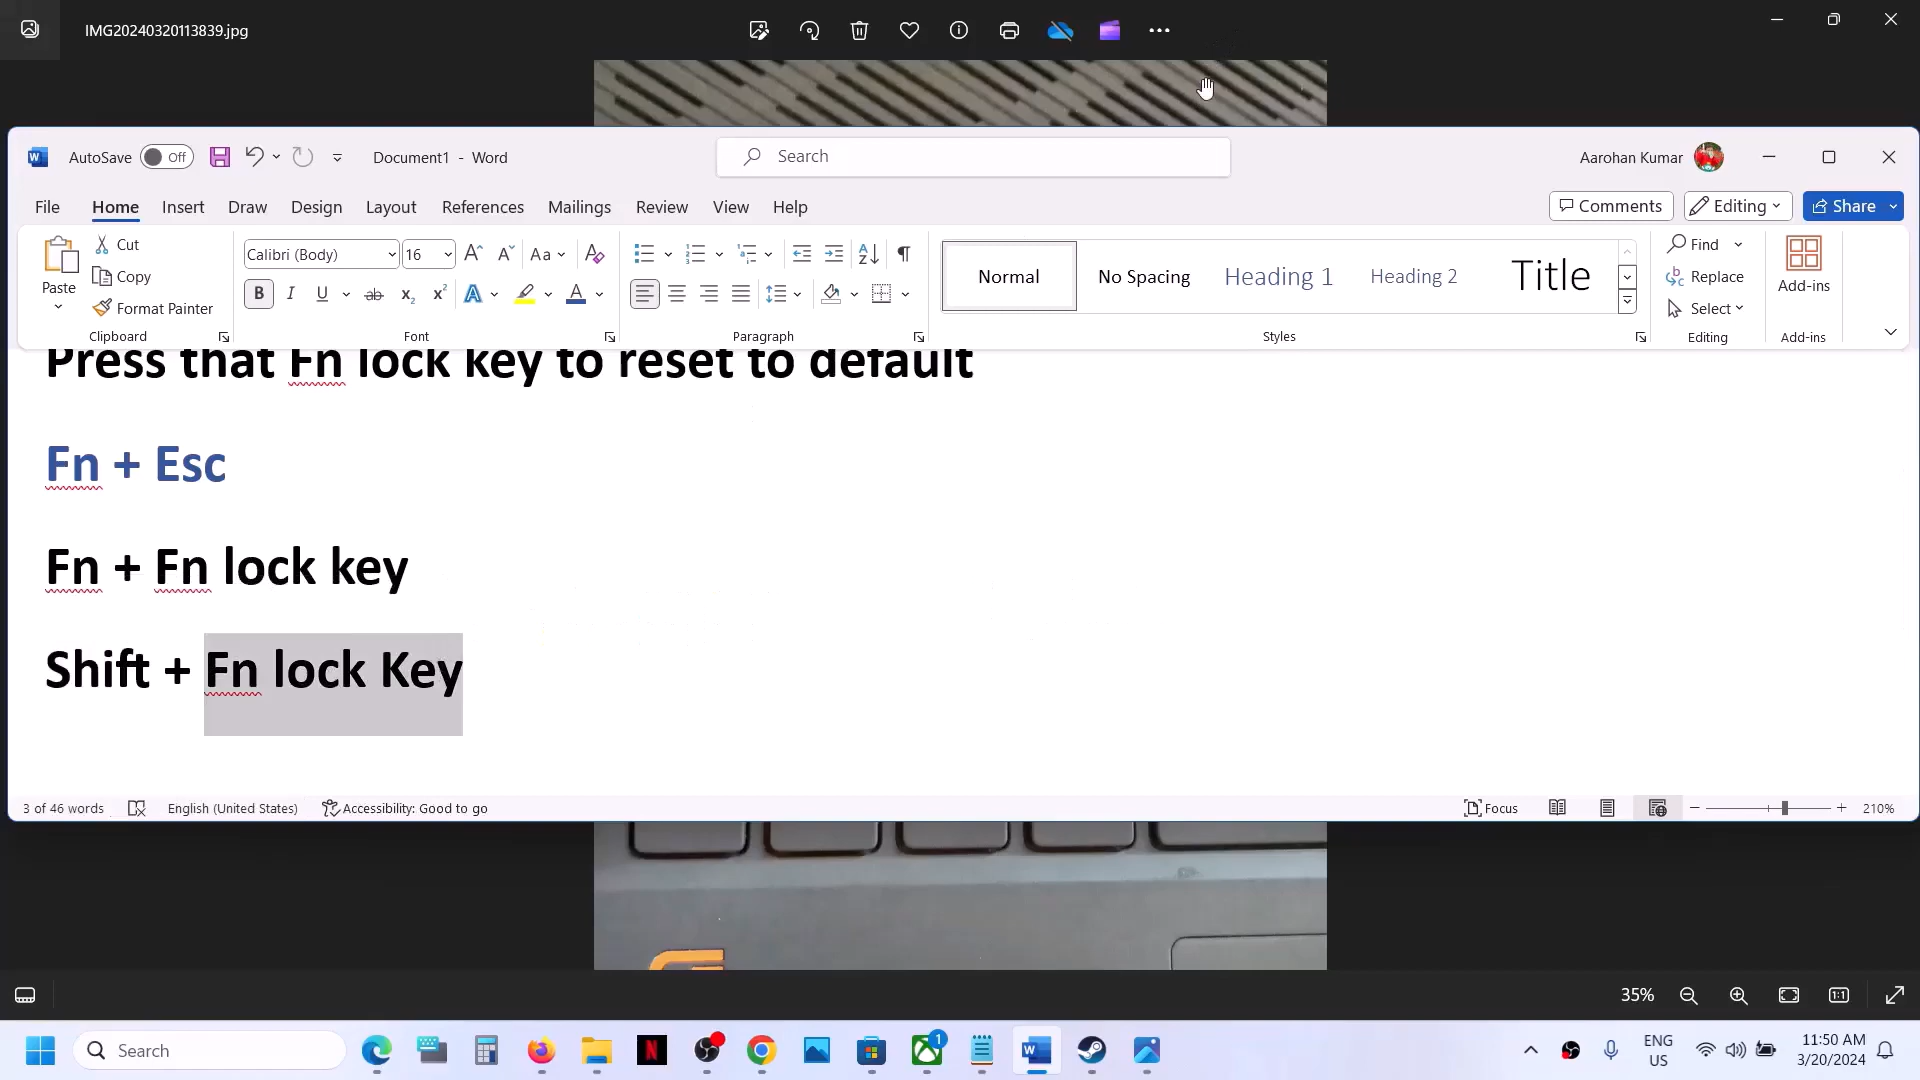 IMG20240320113839.jpg
AutoSave Off Document1 - Word Search Aarohan Kumar
File Home Insert Draw Design Layout References Mailings Review View Help Comments Editing Share
Paste Cut Copy Format Painter Clipboard
Calibri (Body) 16 Aa Font
Paragraph
Normal No Spacing Heading 1 Heading 2 Title Styles
Find Replace Select Editing
Add-ins Add-ins
Press that Fn lock key to reset to default
Fn + Esc
Fn + Fn lock key
Shift + Fn lock Key
3 of 46 words English (United States) Accessibility: Good to go Focus 210%
35%
Search 1 ENG US 11:50 AM 3/20/2024